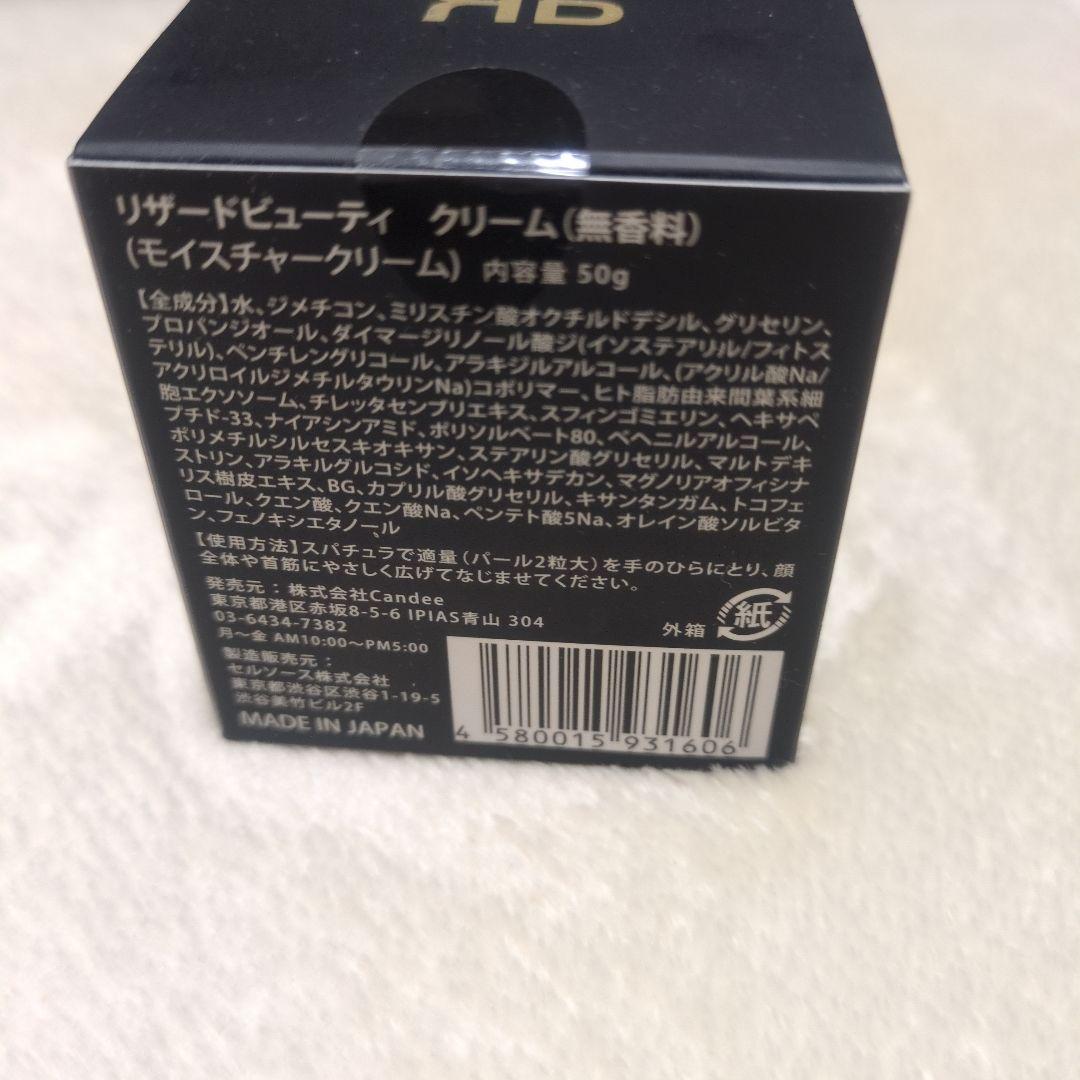 リザードビューティ クリーム(無香料)
(モイスチャークリーム) 内容量 50g
【全成分】水、ジメチコン、ミリスチン酸オクチルドデシル、グリセリン、
プロパンジオール、ダイマージリノール酸ジ(イソステアリル/フィトス
テリル)、ペンチレングリコール、アラキジルアルコール、(アクリル酸Na/
アクリロイルジメチルタウリンNa)コポリマー、ヒト脂肪由来間葉系細
胞エクソソーム、チレッタセンブリエキス、スフィンゴミエリン、ヘキサペ
プチド-33、ナイアシンアミド、ポリソルベート80、ベヘニルアルコール、
ポリメチルシルセスキオキサン、ステアリン酸グリセリル、マルトデキ
ストリン、アラキルグルコシド、イソヘキサデカン、マグノリアオフィシナ
リス樹皮エキス、BG、カプリル酸グリセリル、キサンタンガム、トコフェ
ロール、クエン酸、クエン酸Na、ペンテト酸5Na、オレイン酸ソルビタ
ン、フェノキシエタノール
【使用方法】スパチュラで適量(パール2粒大)を手のひらにとり、顔
全体や首筋にやさしく広げてなじませてください。
発売元:株式会社Candee
東京都港区赤坂8-5-6 IPIAS青山 304
03-6434-7382
月〜金 AM10:00〜PM5:00
製造販売元:
セルソース株式会社
東京都渋谷区渋谷1-19-5
渋谷美竹ビル2F
MADE IN JAPAN
外箱 紙
4 580015 931606